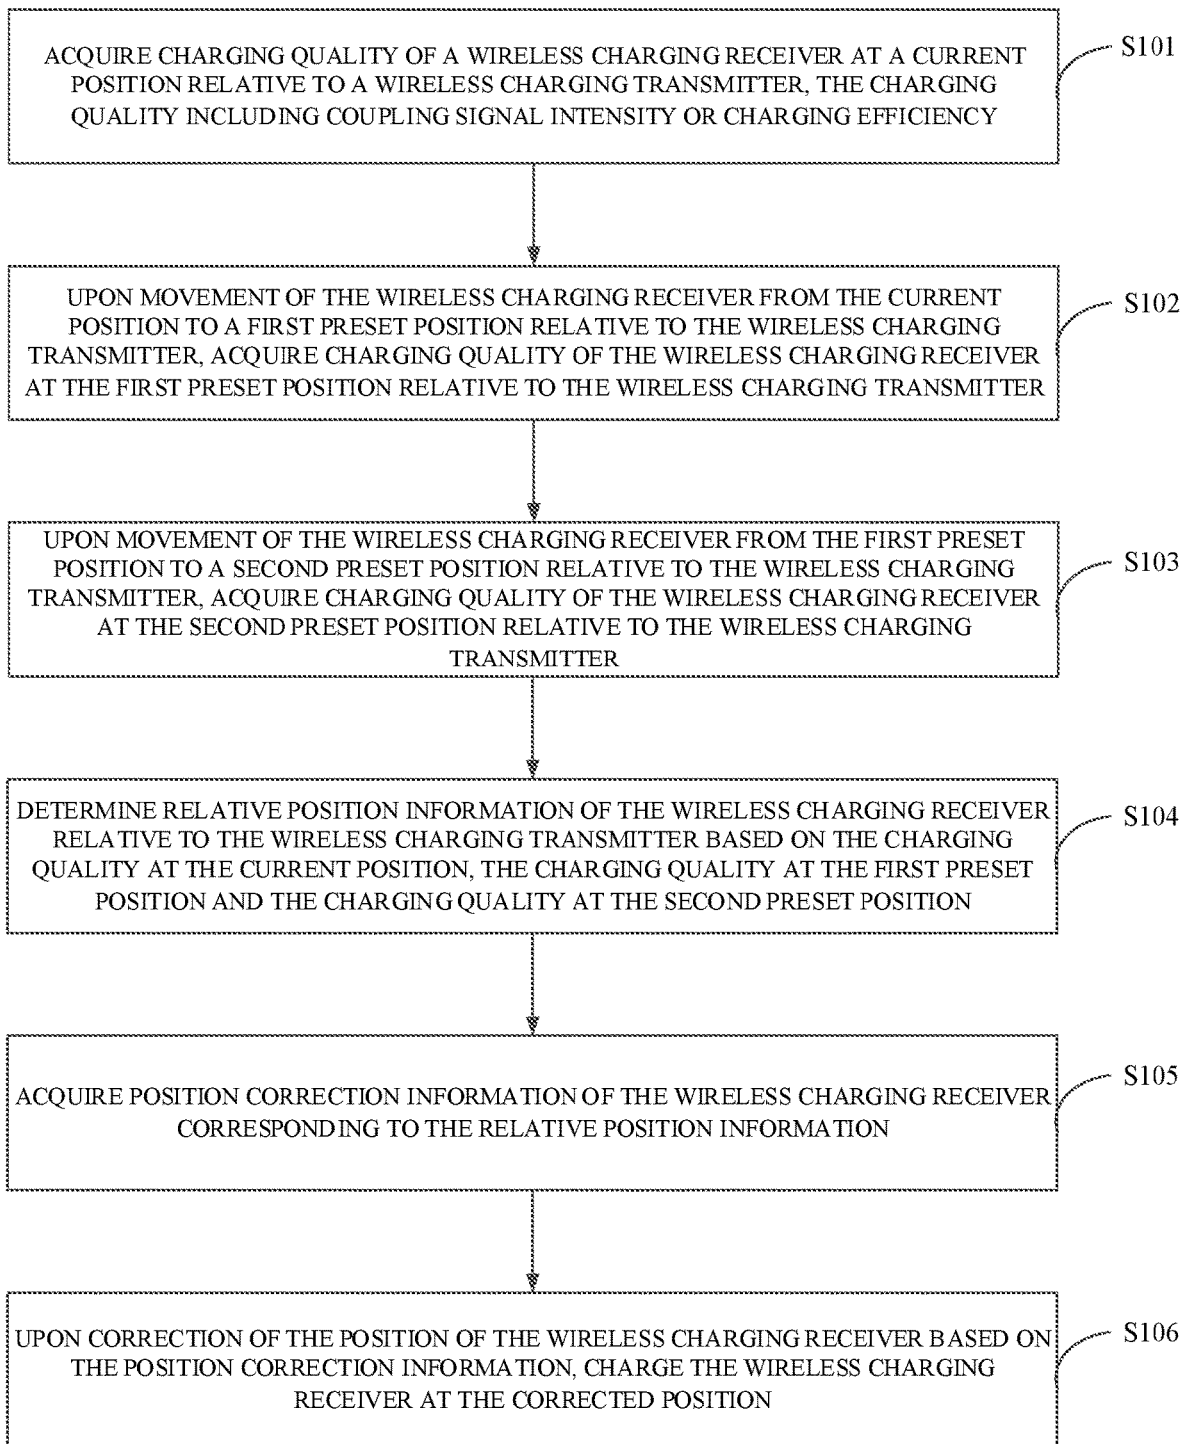 ACQUIRE CHARGING QUALITY OF A WIRELESS CHARGING RECEIVER AT A CURRENT
POSITION RELATIVE TO A WIRELESS CHARGING TRANSMITTER, THE CHARGING
QUALITY INCLUDING COUPLING SIGNAL INTENSITY OR CHARGING EFFICIENCY
S101
UPON MOVEMENT OF THE WIRELESS CHARGING RECEIVER FROM THE CURRENT
POSITION TO A FIRST PRESET POSITION RELATIVE TO THE WIRELESS CHARGING
TRANSMITTER, ACQUIRE CHARGING QUALITY OF THE WIRELESS CHARGING RECEIVER
AT THE FIRST PRESET POSITION RELATIVE TO THE WIRELESS CHARGING TRANSMITTER
S102
UPON MOVEMENT OF THE WIRELESS CHARGING RECEIVER FROM THE FIRST PRESET
POSITION TO A SECOND PRESET POSITION RELATIVE TO THE WIRELESS CHARGING
TRANSMITTER, ACQUIRE CHARGING QUALITY OF THE WIRELESS CHARGING RECEIVER
AT THE SECOND PRESET POSITION RELATIVE TO THE WIRELESS CHARGING
TRANSMITTER
S103
DETERMINE RELATIVE POSITION INFORMATION OF THE WIRELESS CHARGING RECEIVER
RELATIVE TO THE WIRELESS CHARGING TRANSMITTER BASED ON THE CHARGING
QUALITY AT THE CURRENT POSITION, THE CHARGING QUALITY AT THE FIRST PRESET
POSITION AND THE CHARGING QUALITY AT THE SECOND PRESET POSITION
S104
ACQUIRE POSITION CORRECTION INFORMATION OF THE WIRELESS CHARGING RECEIVER
CORRESPONDING TO THE RELATIVE POSITION INFORMATION
S105
UPON CORRECTION OF THE POSITION OF THE WIRELESS CHARGING RECEIVER BASED ON
THE POSITION CORRECTION INFORMATION, CHARGE THE WIRELESS CHARGING
RECEIVER AT THE CORRECTED POSITION
S106